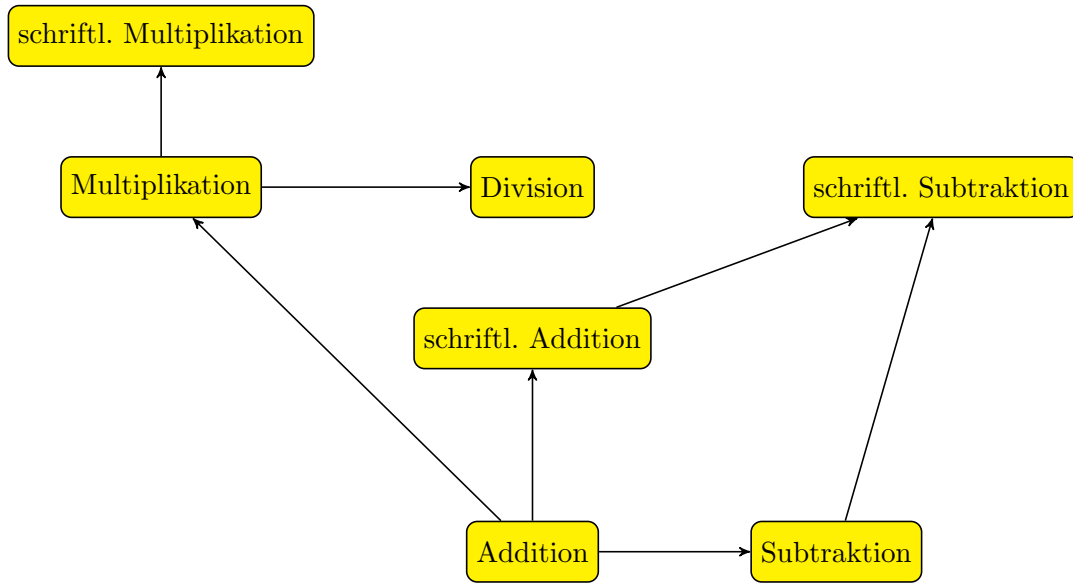 schriftl. Multiplikation
Multiplikation
Division
schriftl. Subtraktion
schriftl. Addition
Addition
Subtraktion